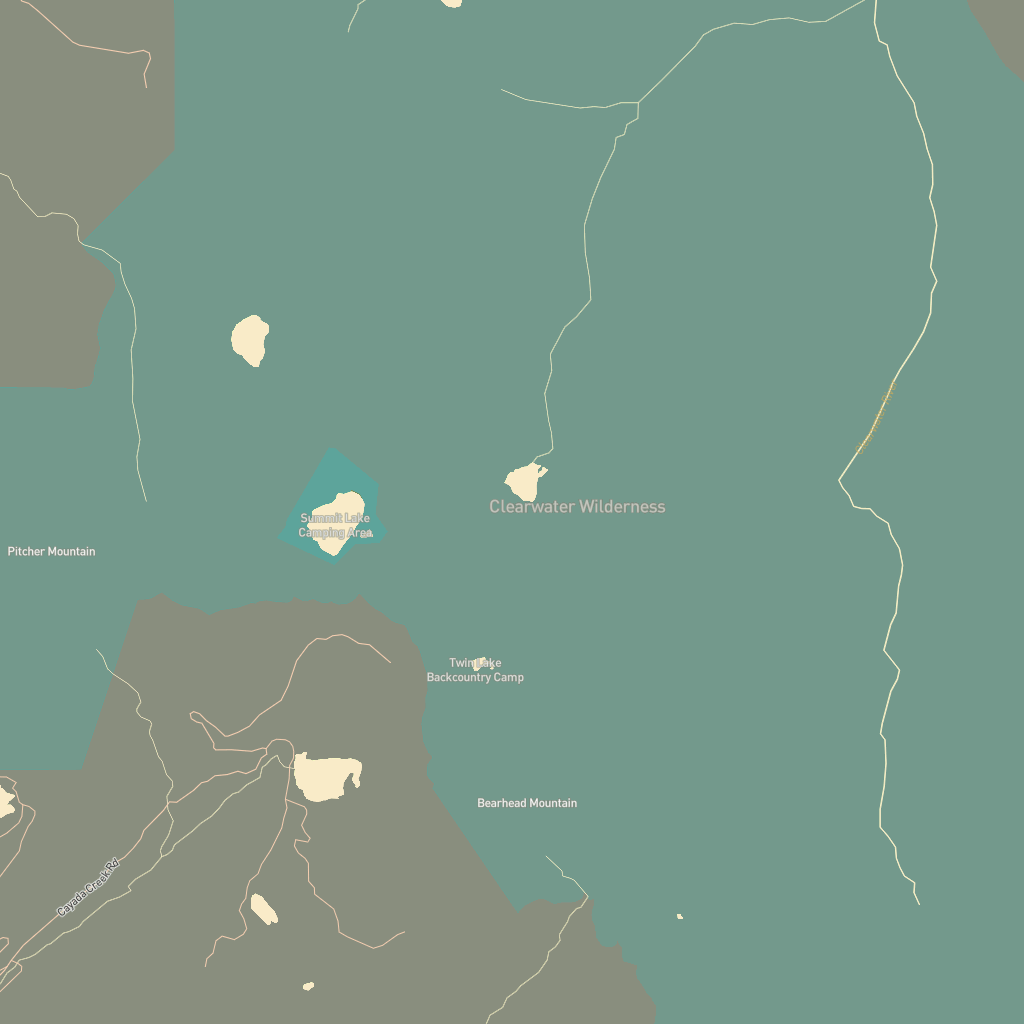 Clearwater Wilderness
Summit Lake
Camping Area
Pitcher Mountain
Twin Lake
Backcountry Camp
Bearhead Mountain
Cayada Creek Rd